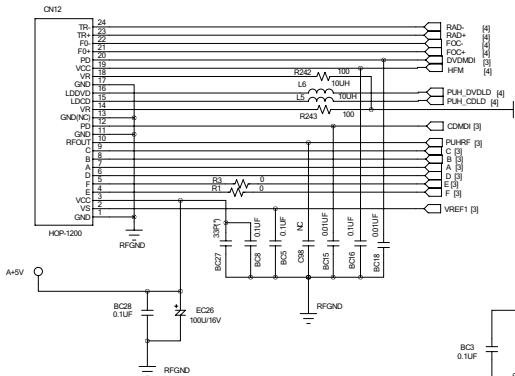 CN12
TR- 24 RAD- [4]
TR+ 23 RAD+ [4]
F0- 22 FOC- [4]
F0+ 21 FOC+ [4]
PD 20 DVDMDI [3]
VCC 19 HFM [4]
VR 18 R242 100
GND 17 L6 10UH
LDDVD 16 PUH_DVDLD [4]
LDCD 15 L5 10UH PUH_CDLD [4]
VR 14
GND(NC) 13 R243 100
PD 12 CDMDI [3]
GND 11
RFOUT 10 PUHRF [3]
C 9 C [3]
B 8 B [3]
A 7 A [3]
D 6 D [3]
F 5 R3 0 E [3]
E 4 R1 0 F [3]
VCC 3
VS 2 VREF1 [3]
GND 1
HOP-1200
RFGND
33P(*)
BC27
0.1UF
BC8
0.1UF
BC5
NC
C98
0.01UF
BC15
0.1UF
BC16
0.01UF
BC18
A+5V
RFGND
BC28
0.1UF
EC26
100U/16V
RFGND
BC3
0.1UF